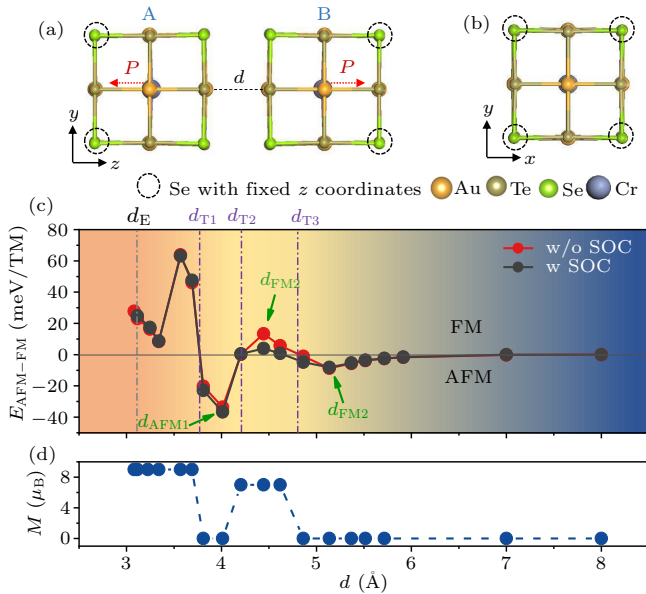 (a) A B (b)
P d P
y z
y x
Se with fixed z coordinates Au Te Se Cr
(c) d_E d_T1 d_T2 d_T3
E_AFM−FM (meV/TM)
80
60
40
20
0
−20
−40
w/o SOC
w SOC
d_FM2
FM
AFM
d_AFM1
d_FM2
(d)
M (μ_B)
8
0
3 4 5 6 7 8
d (Å)